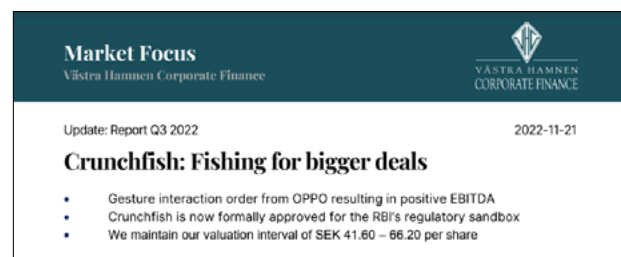 Market Focus
Västra Hamnen Corporate Finance
VÄSTRA HAMNEN
CORPORATE FINANCE
Update: Report Q3 2022 2022-11-21
Crunchfish: Fishing for bigger deals
• Gesture interaction order from OPPO resulting in positive EBITDA
• Crunchfish is now formally approved for the RBI's regulatory sandbox
• We maintain our valuation interval of SEK 41.60 – 66.20 per share